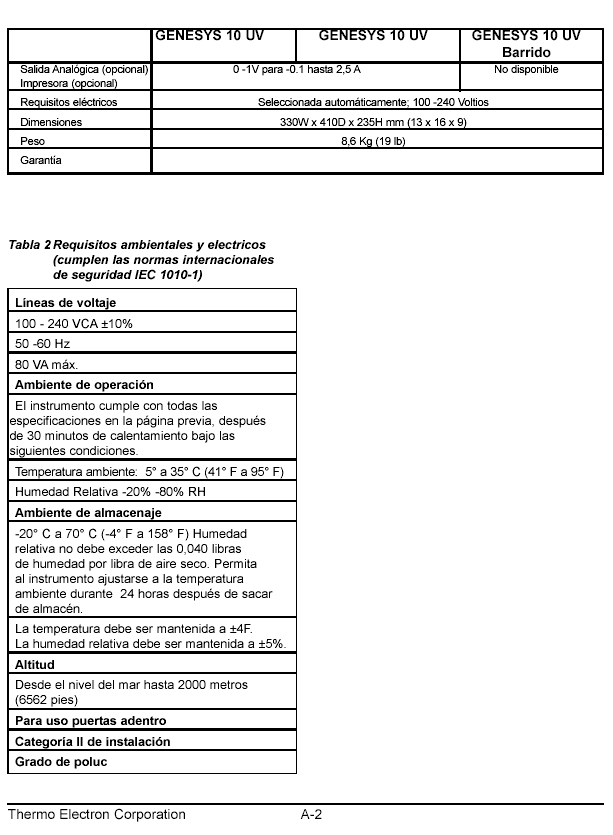 GENESYS 10 UV GENESYS 10 UV GENESYS 10 UV
Barrido
Salida Analógica (opcional) 0 -1V para -0.1 hasta 2,5 A No disponible
Impresora (opcional)
Requisitos eléctricos Seleccionada automáticamente; 100 -240 Voltios
Dimensiones 330W x 410D x 235H mm (13 x 16 x 9)
Peso 8,6 Kg (19 lb)
Garantía
Tabla 2 Requisitos ambientales y electricos
(cumplen las normas internacionales
de seguridad IEC 1010-1)
Líneas de voltaje
100 - 240 VCA ±10%
50 -60 Hz
80 VA máx.
Ambiente de operación
El instrumento cumple con todas las
especificaciones en la página previa, después
de 30 minutos de calentamiento bajo las
siguientes condiciones.
Temperatura ambiente: 5° a 35° C (41° F a 95° F)
Humedad Relativa -20% -80% RH
Ambiente de almacenaje
-20° C a 70° C (-4° F a 158° F) Humedad
relativa no debe exceder las 0,040 libras
de humedad por libra de aire seco. Permita
al instrumento ajustarse a la temperatura
ambiente durante 24 horas después de sacar
de almacén.
La temperatura debe ser mantenida a ±4F.
La humedad relativa debe ser mantenida a ±5%.
Altitud
Desde el nivel del mar hasta 2000 metros
(6562 pies)
Para uso puertas adentro
Categoría II de instalación
Grado de poluc
Thermo Electron Corporation A-2